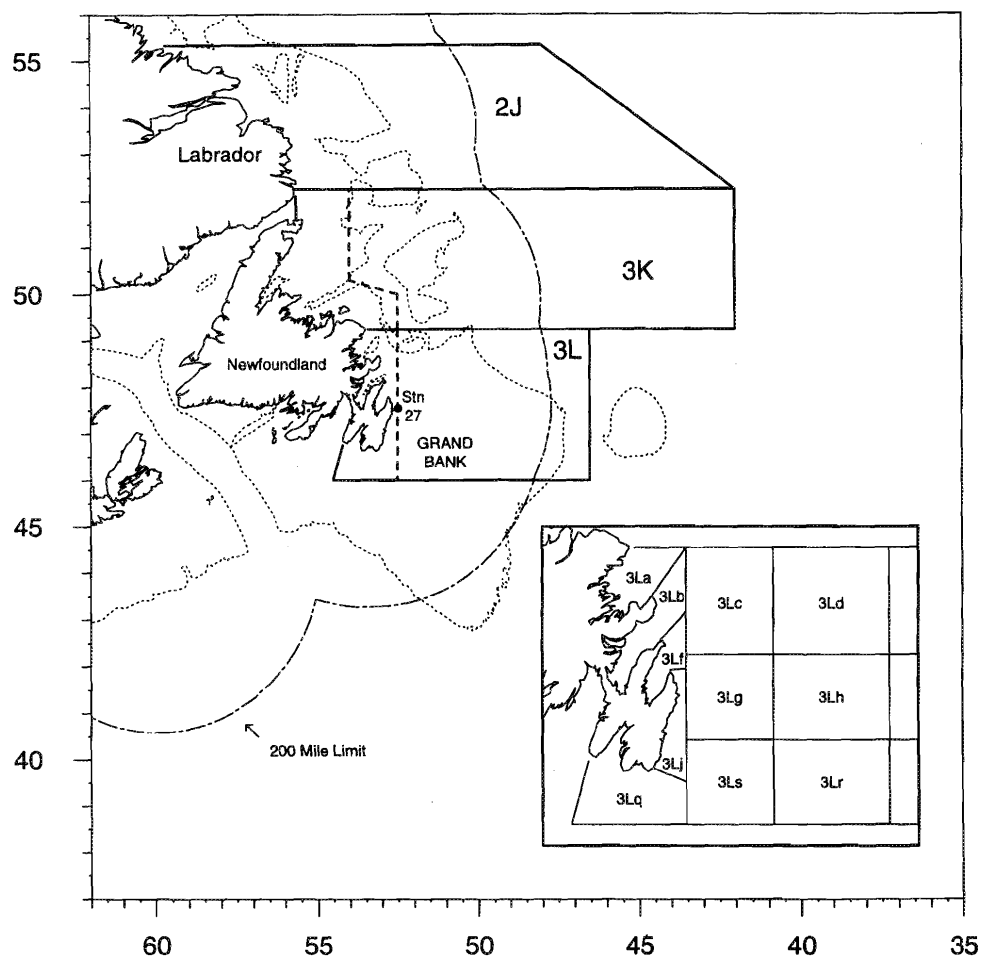 55
2J
Labrador
3K
50
3L
Newfoundland
Stn
27
GRAND
BANK
45
3La
3Lb
3Lc
3Ld
3Lf
3Lg
3Lh
3Lj
3Ls
3Lr
3Lq
200 Mile Limit
40
60
55
50
45
40
35